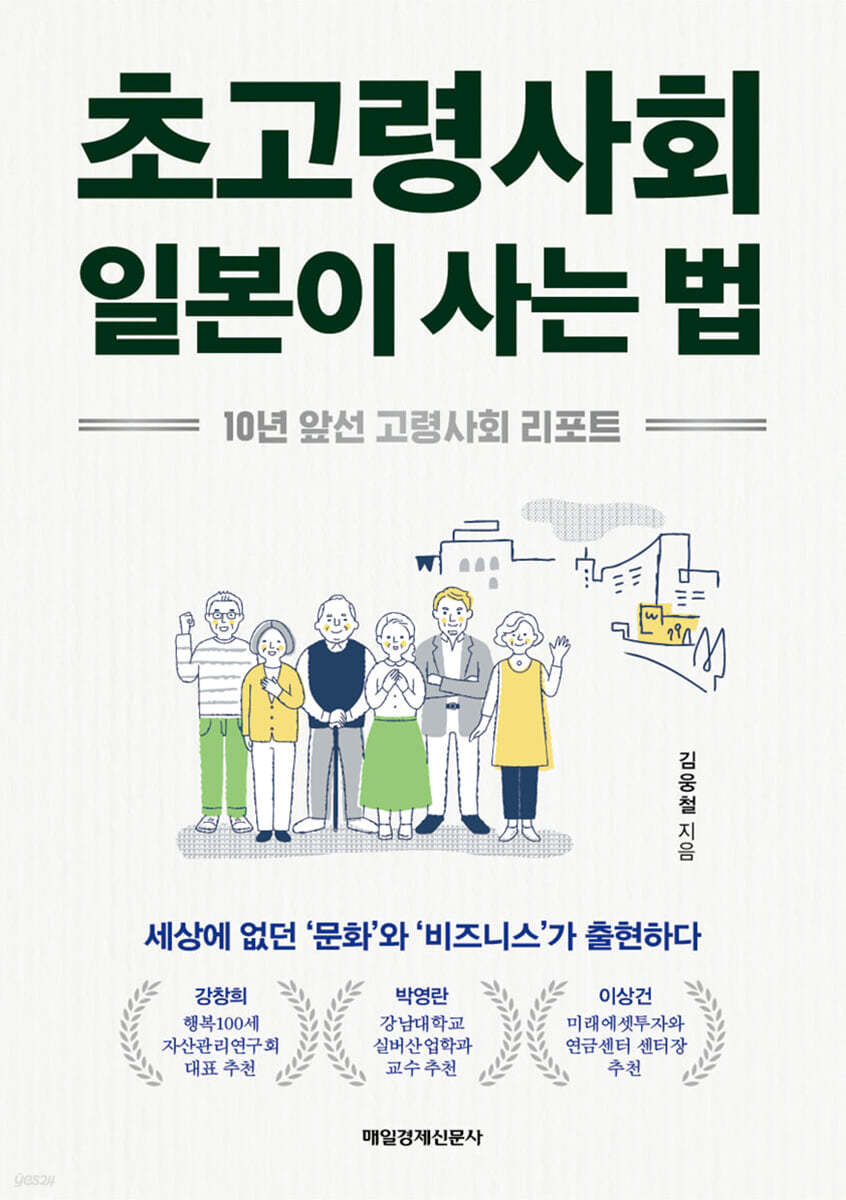 초고령사회
일본이 사는 법
10년 앞선 고령사회 리포트
김웅철 지음
세상에 없던 ‘문화’와 ‘비즈니스’가 출현하다
강창희
행복100세
자산관리연구회
대표 추천
박영란
강남대학교
실버산업학과
교수 추천
이상건
미래에셋투자와
연금센터 센터장
추천
매일경제신문사
yes24